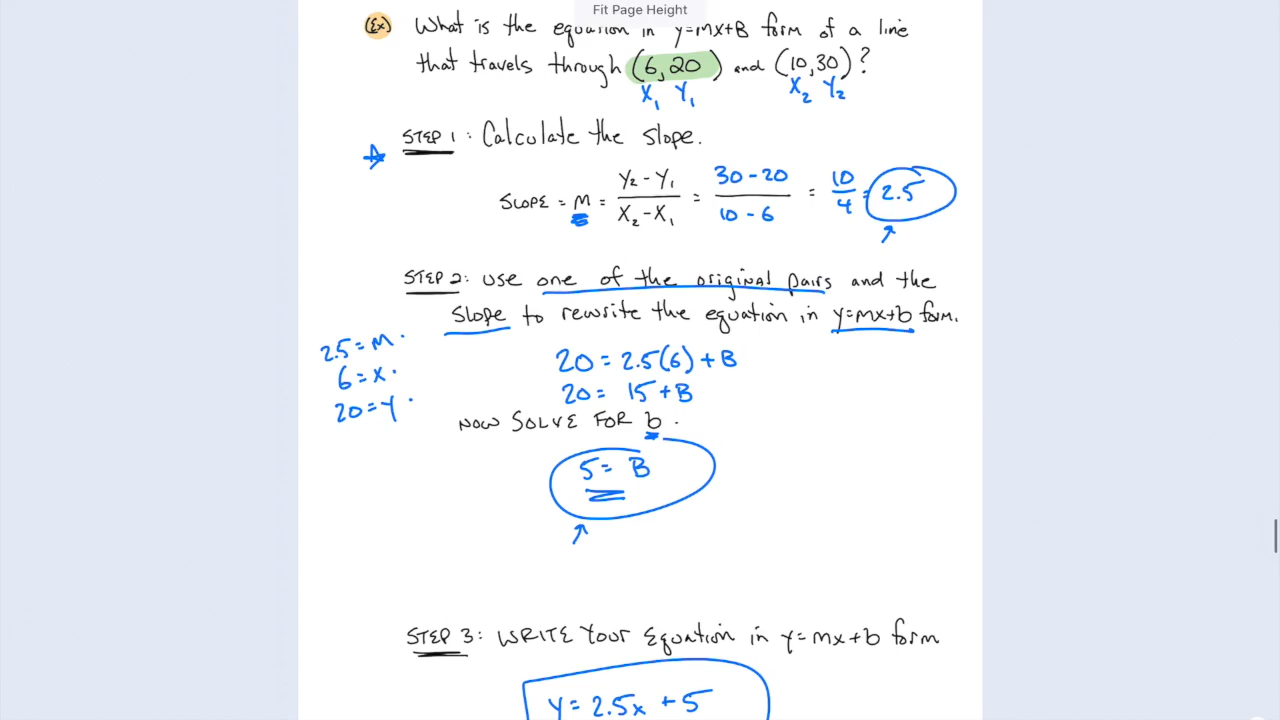 Fit Page Height
(Ex) What is the equation in y=mx+B form of a line
that travels through (6,20) and (10,30)?
X₁ Y₁ X₂ Y₂
STEP 1: Calculate the slope.
SLOPE = M = Y₂-Y₁/X₂-X₁ = 30-20/10-6 = 10/4 = 2.5
STEP 2: Use one of the original pairs and the
slope to rewrite the equation in y=mx+b form.
2.5=M
6=X
20=Y
20=2.5(6)+B
20= 15+B
NOW SOLVE FOR b.
5=B
STEP 3: WRITE YOUR Equation in y=mx+b form
y=2.5x+5